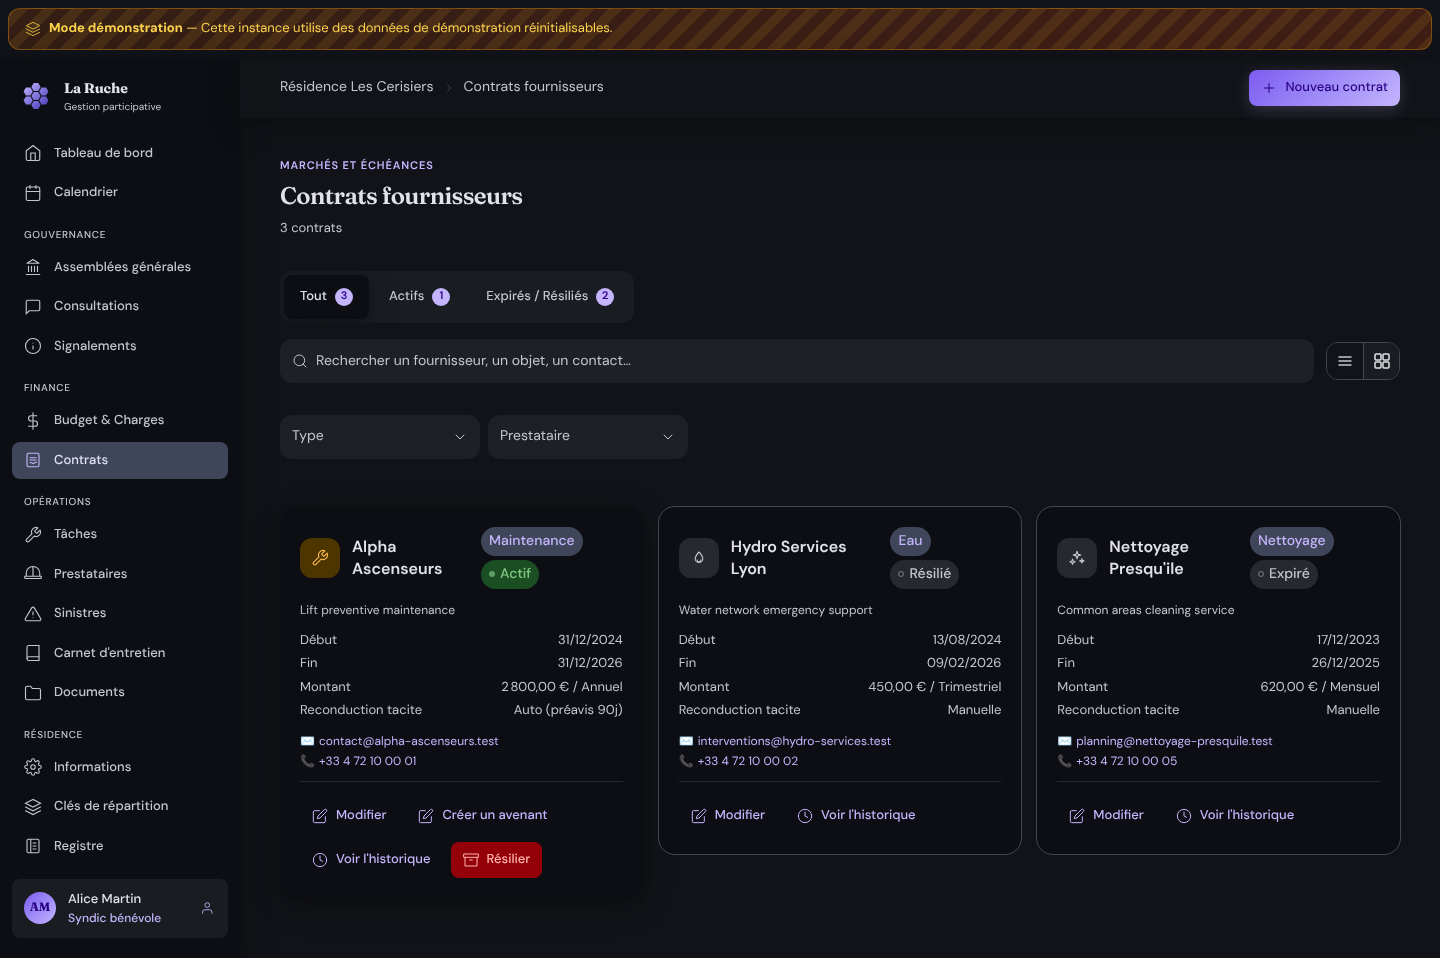 Mode démonstration — Cette instance utilise des données de démonstration réinitialisables.
La Ruche
Gestion participative
Tableau de bord
Calendrier
GOUVERNANCE
Assemblées générales
Consultations
Signalements
FINANCE
Budget & Charges
Contrats
OPÉRATIONS
Tâches
Prestataires
Sinistres
Carnet d'entretien
Documents
RÉSIDENCE
Informations
Clés de répartition
Registre
AM
Alice Martin
Syndic bénévole
Résidence Les Cerisiers > Contrats fournisseurs
Nouveau contrat
MARCHÉS ET ÉCHÉANCES
Contrats fournisseurs
3 contrats
Tout 3 Actifs 1 Expirés / Résiliés 2
Rechercher un fournisseur, un objet, un contact...
Type
Prestataire
Alpha
Ascenseurs
Maintenance
Actif
Lift preventive maintenance
Début 31/12/2024
Fin 31/12/2026
Montant 2 800,00 € / Annuel
Reconduction tacite Auto (préavis 90j)
contact@alpha-ascenseurs.test
+33 4 72 10 00 01
Modifier Créer un avenant
Voir l'historique Résilier
Hydro Services
Lyon
Eau
Résilié
Water network emergency support
Début 13/08/2024
Fin 09/02/2026
Montant 450,00 € / Trimestriel
Reconduction tacite Manuelle
interventions@hydro-services.test
+33 4 72 10 00 02
Modifier Voir l'historique
Nettoyage
Presqu'ile
Nettoyage
Expiré
Common areas cleaning service
Début 17/12/2023
Fin 26/12/2025
Montant 620,00 € / Mensuel
Reconduction tacite Manuelle
planning@nettoyage-presquile.test
+33 4 72 10 00 05
Modifier Voir l'historique